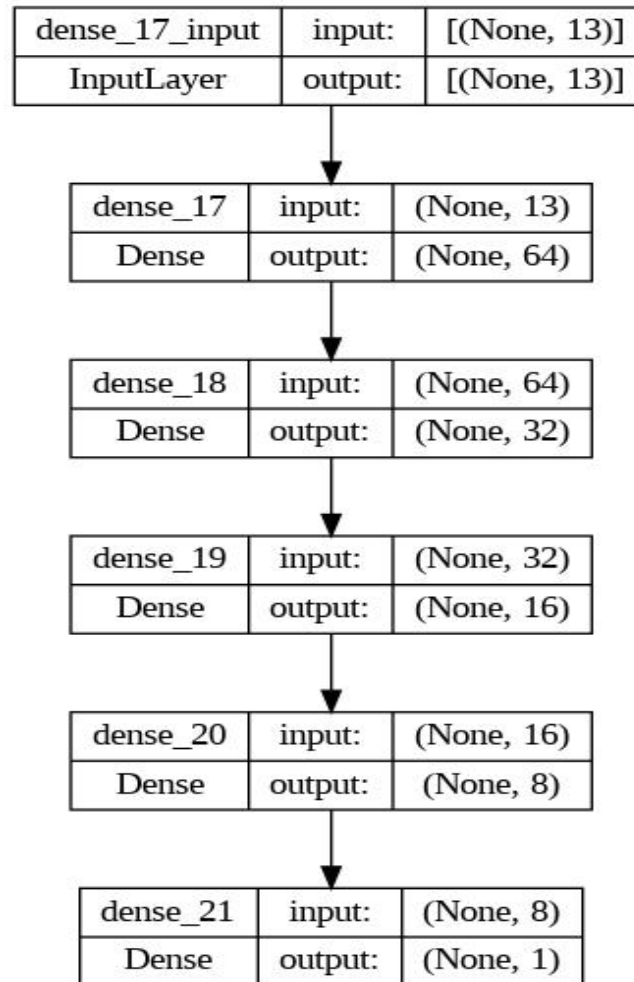 dense_17_input input: [(None, 13)]
InputLayer output: [(None, 13)]
dense_17 input: (None, 13)
Dense output: (None, 64)
dense_18 input: (None, 64)
Dense output: (None, 32)
dense_19 input: (None, 32)
Dense output: (None, 16)
dense_20 input: (None, 16)
Dense output: (None, 8)
dense_21 input: (None, 8)
Dense output: (None, 1)